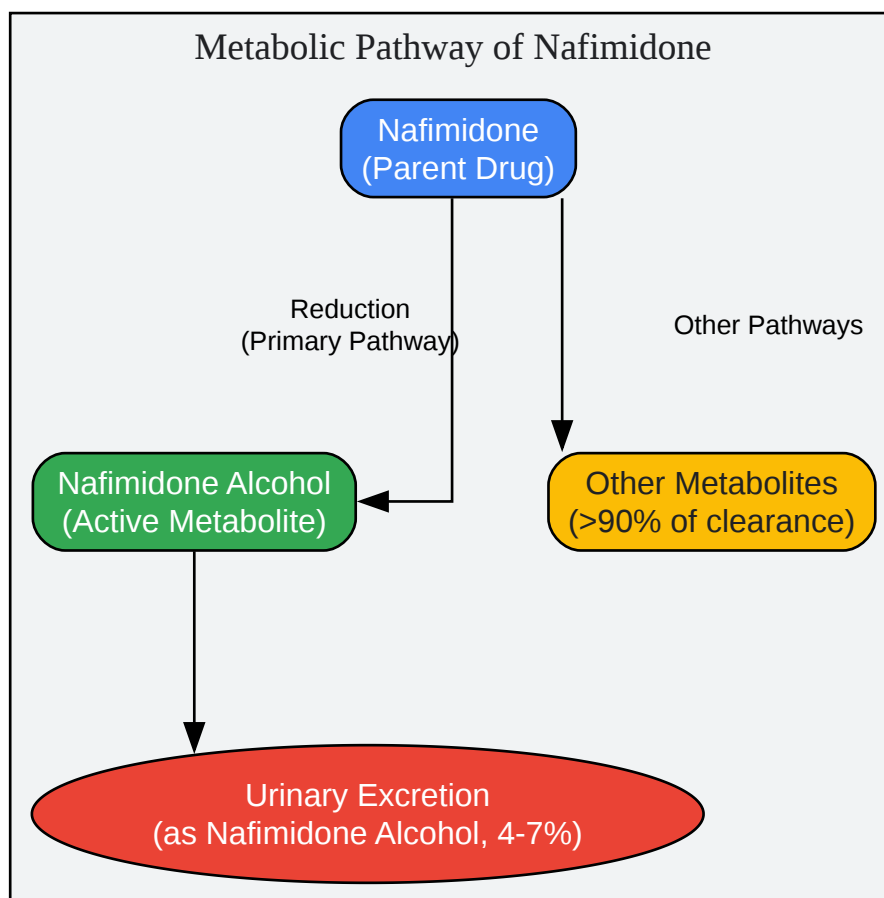 Metabolic Pathway of Nafimidone
Nafimidone
(Parent Drug)
Reduction
(Primary Pathway)
Other Pathways
Nafimidone Alcohol
(Active Metabolite)
Other Metabolites
(>90% of clearance)
Urinary Excretion
(as Nafimidone Alcohol, 4-7%)